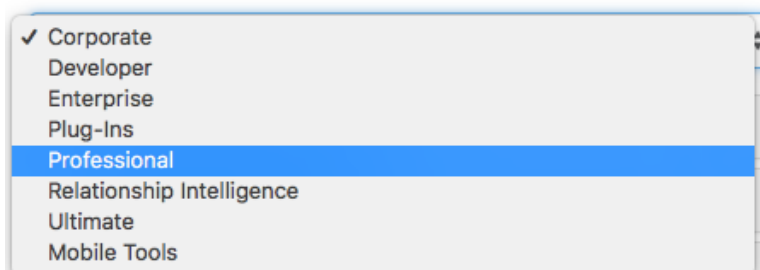 ✓ Corporate
Developer
Enterprise
Plug-Ins
Professional
Relationship Intelligence
Ultimate
Mobile Tools